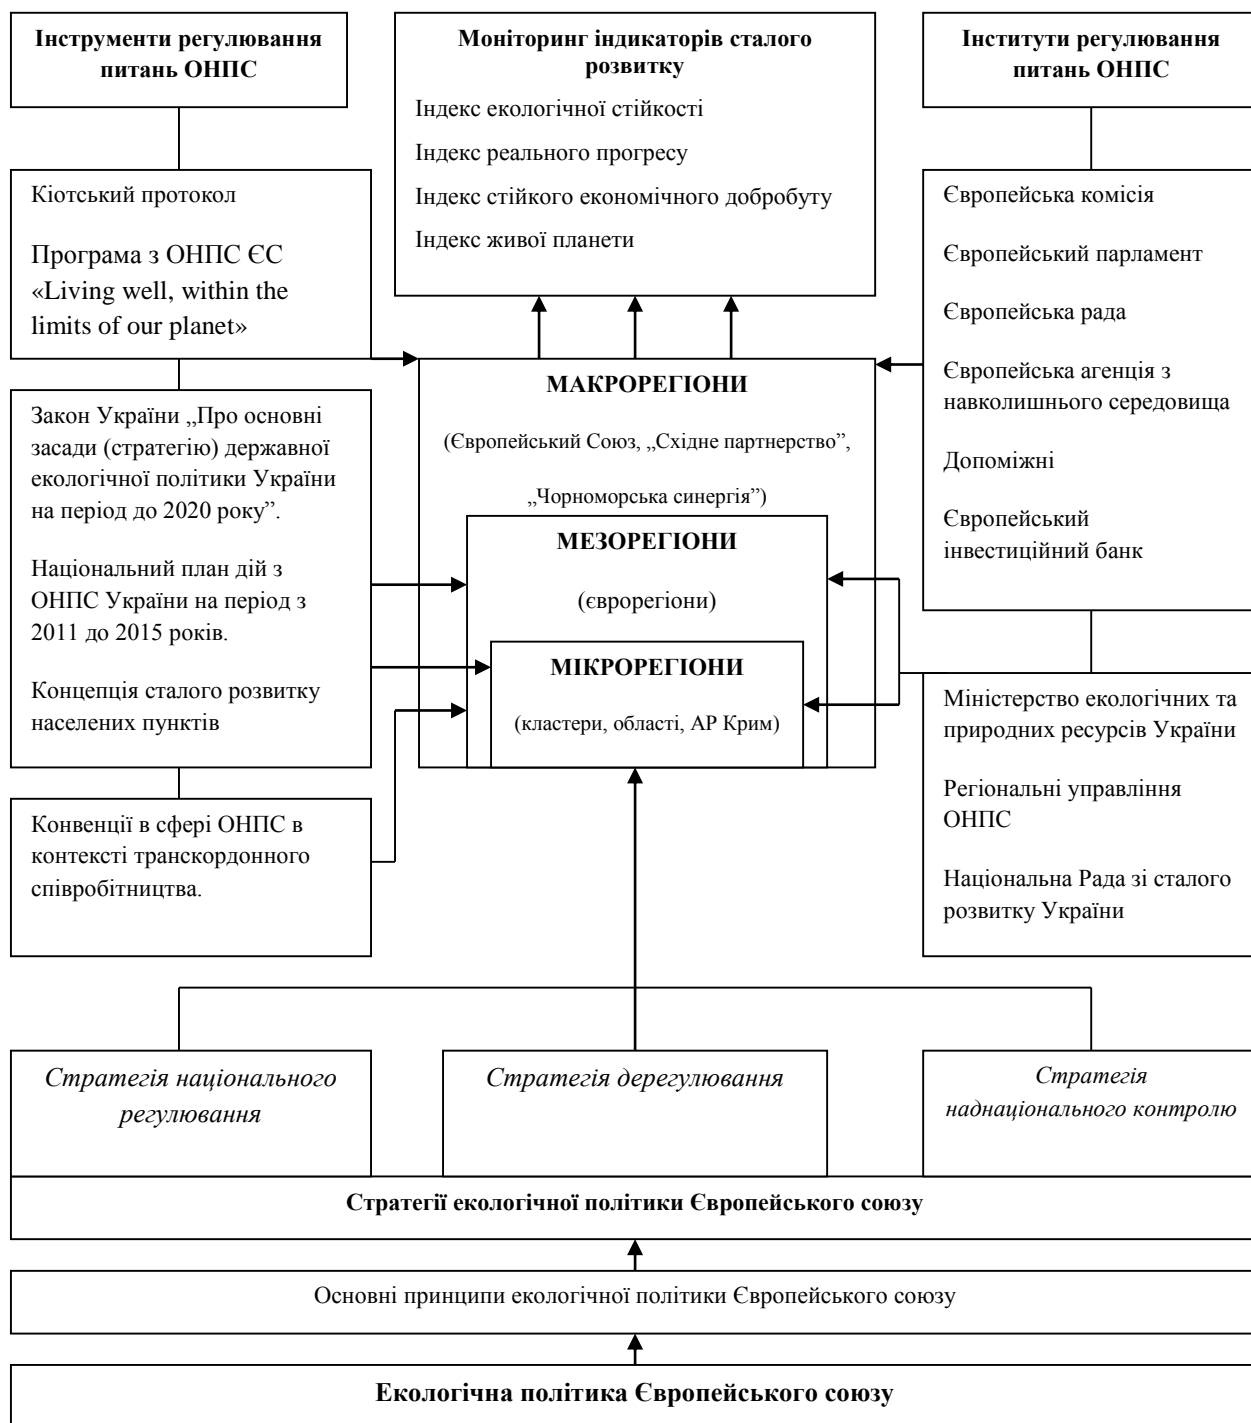 Інструменти регулювання
питань ОНПС
Моніторинг індикаторів сталого
розвитку
Індекс екологічної стійкості
Індекс реального прогресу
Індекс стійкого економічного добробуту
Індекс живої планети
Інститути регулювання
питань ОНПС
Кіотський протокол
Програма з ОНПС ЄС
«Living well, within the
limits of our planet»
Закон України „Про основні
засади (стратегію) державної
екологічної політики України
на період до 2020 року”.
Національний план дій з
ОНПС України на період з
2011 до 2015 років.
Концепція сталого розвитку
населених пунктів
Конвенції в сфері ОНПС в
контексті транскордонного
співробітництва.
МАКРОРЕГІОНИ
(Європейський Союз, „Східне партнерство”,
„Чорноморська синергія”)
МЕЗОРЕГІОНИ
(єврорегіони)
МІКРОРЕГІОНИ
(кластери, області, АР Крим)
Європейська комісія
Європейський парламент
Європейська рада
Європейська агенція з
навколишнього середовища
Допоміжні
Європейський
інвестиційний банк
Міністерство екологічних та
природних ресурсів України
Регіональні управління
ОНПС
Національна Рада зі сталого
розвитку України
Стратегія національного
регулювання
Стратегія дерегулювання
Стратегія
наднаціонального контролю
Стратегії екологічної політики Європейського союзу
Основні принципи екологічної політики Європейського союзу
Екологічна політика Європейського союзу